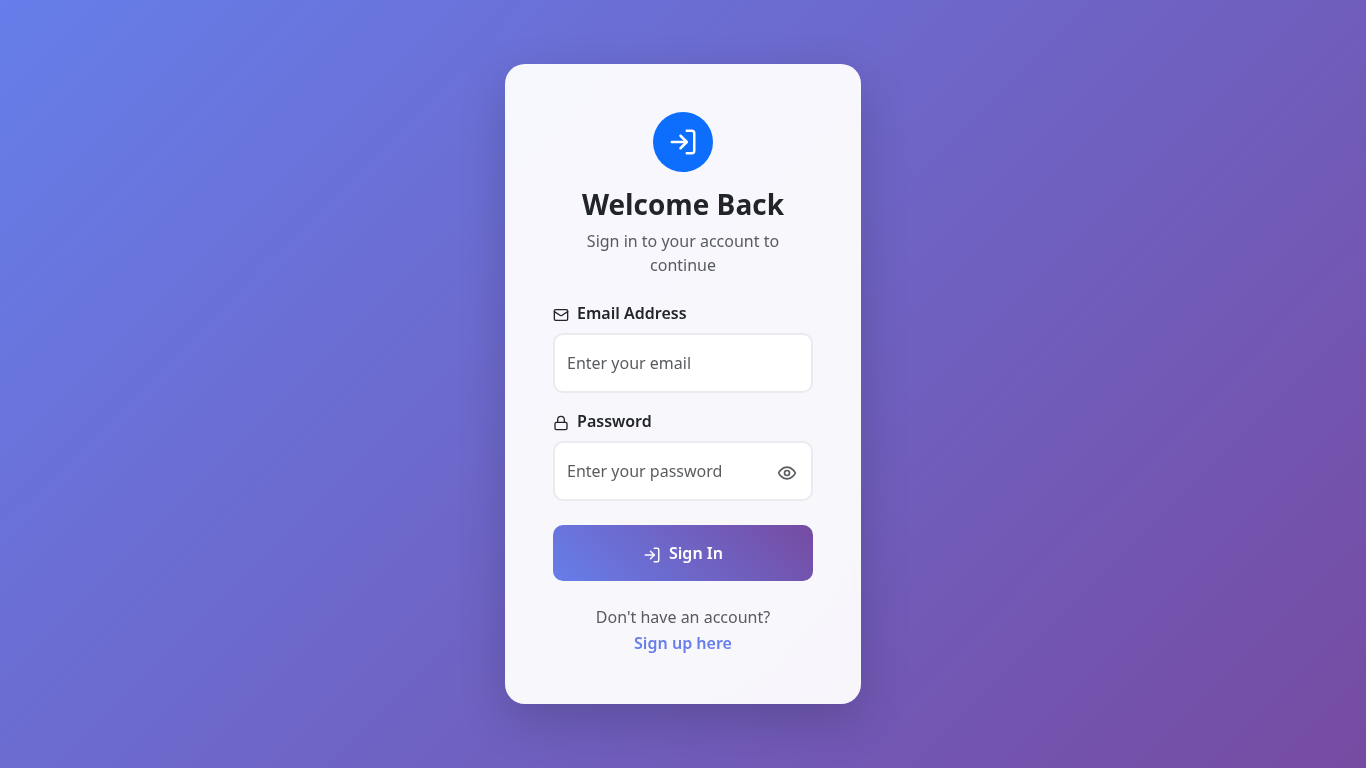 Welcome Back
Sign in to your account to
continue
Email Address
Enter your email
Password
Enter your password
Sign In
Don't have an account?
Sign up here